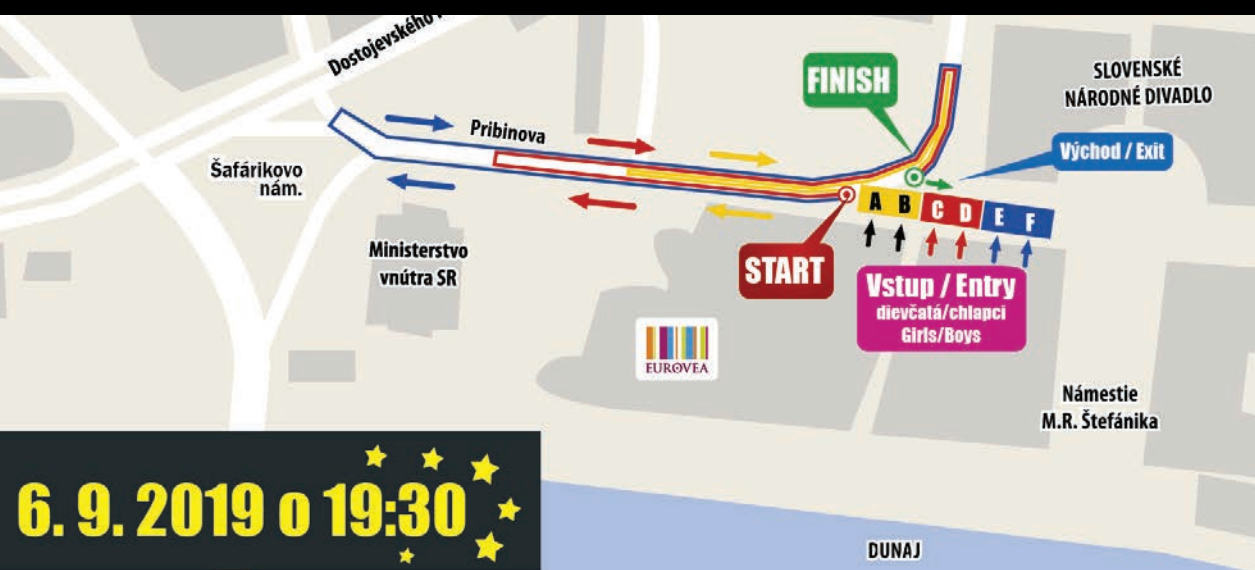 Dostojevského
FINISH
SLOVENSKÉ
NÁRODNÉ DIVADLO
Pribinova
Východ / Exit
Šafárikovo
nám.
A B C D E F
Ministerstvo
vnútra SR
START
Vstup / Entry
dievčatá/chlapci
Girls/Boys
EUROVEA
Námestie
M.R. Štefánika
6. 9. 2019 o 19:30
DUNAJ